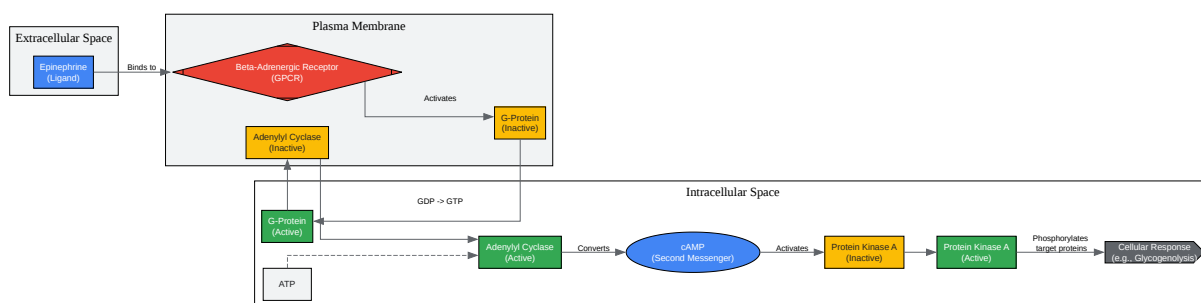 Plasma Membrane
Extracellular Space
Epinephrine
(Ligand)
Binds to
Beta-Adrenergic Receptor
(GPCR)
Activates
G-Protein
(Inactive)
Adenylyl Cyclase
(Inactive)
Intracellular Space
GDP -> GTP
G-Protein
(Active)
Adenylyl Cyclase
(Active)
Converts
cAMP
(Second Messenger)
Activates
Protein Kinase A
(Inactive)
Protein Kinase A
(Active)
Phosphorylates
target proteins
Cellular Response
(e.g., Glycogenolysis)
ATP